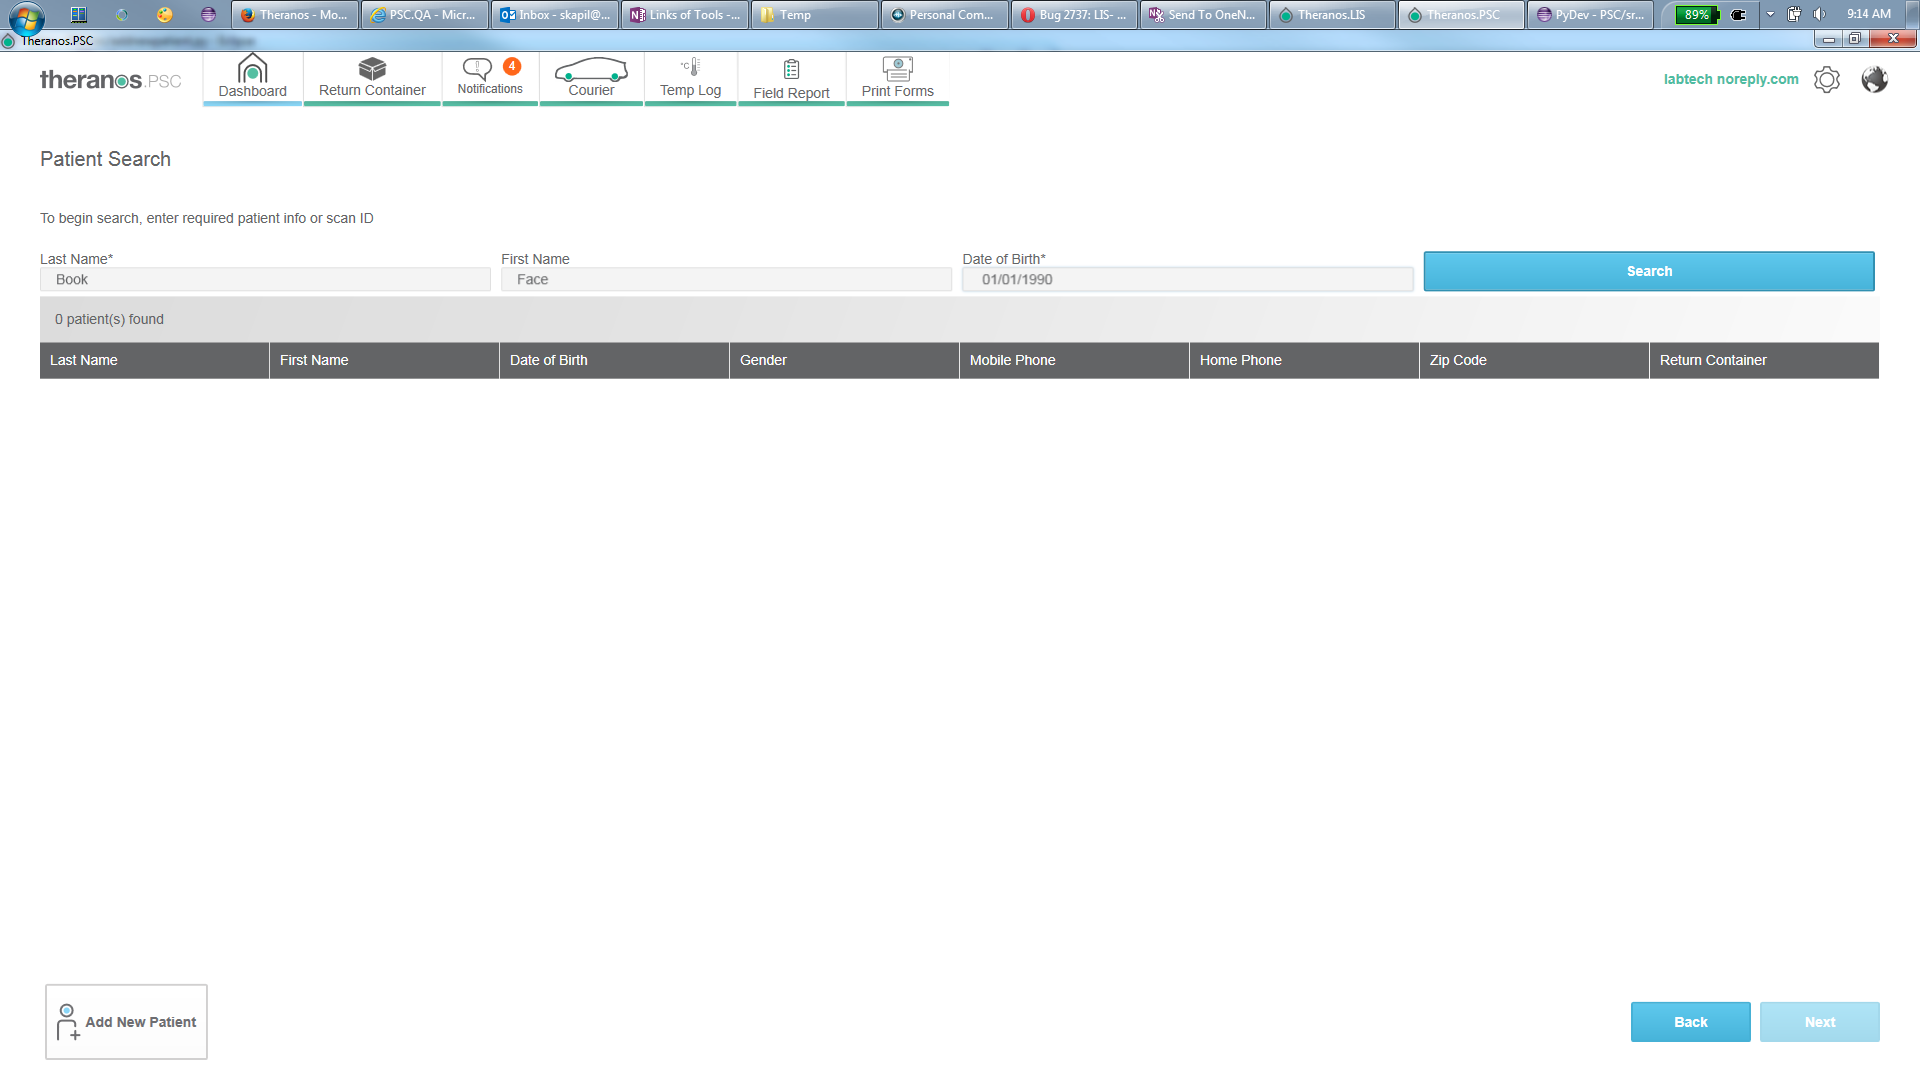 89% 9:14 AM
Theranos - Mo... PSC.QA - Micr... Inbox - skapil@... Links of Tools -... Temp Personal Com... Bug 2737: LIS- ... Send To OneN... Theranos.LIS Theranos.PSC PyDev - PSC/sr...
Theranos.PSC
theranos.PSC
Dashboard Return Container Notifications 4 Courier °C Temp Log Field Report Print Forms
labtech noreply.com
Patient Search
To begin search, enter required patient info or scan ID
Last Name* First Name Date of Birth*
Book Face 01/01/1990 Search
0 patient(s) found
Last Name First Name Date of Birth Gender Mobile Phone Home Phone Zip Code Return Container
Add New Patient Back Next